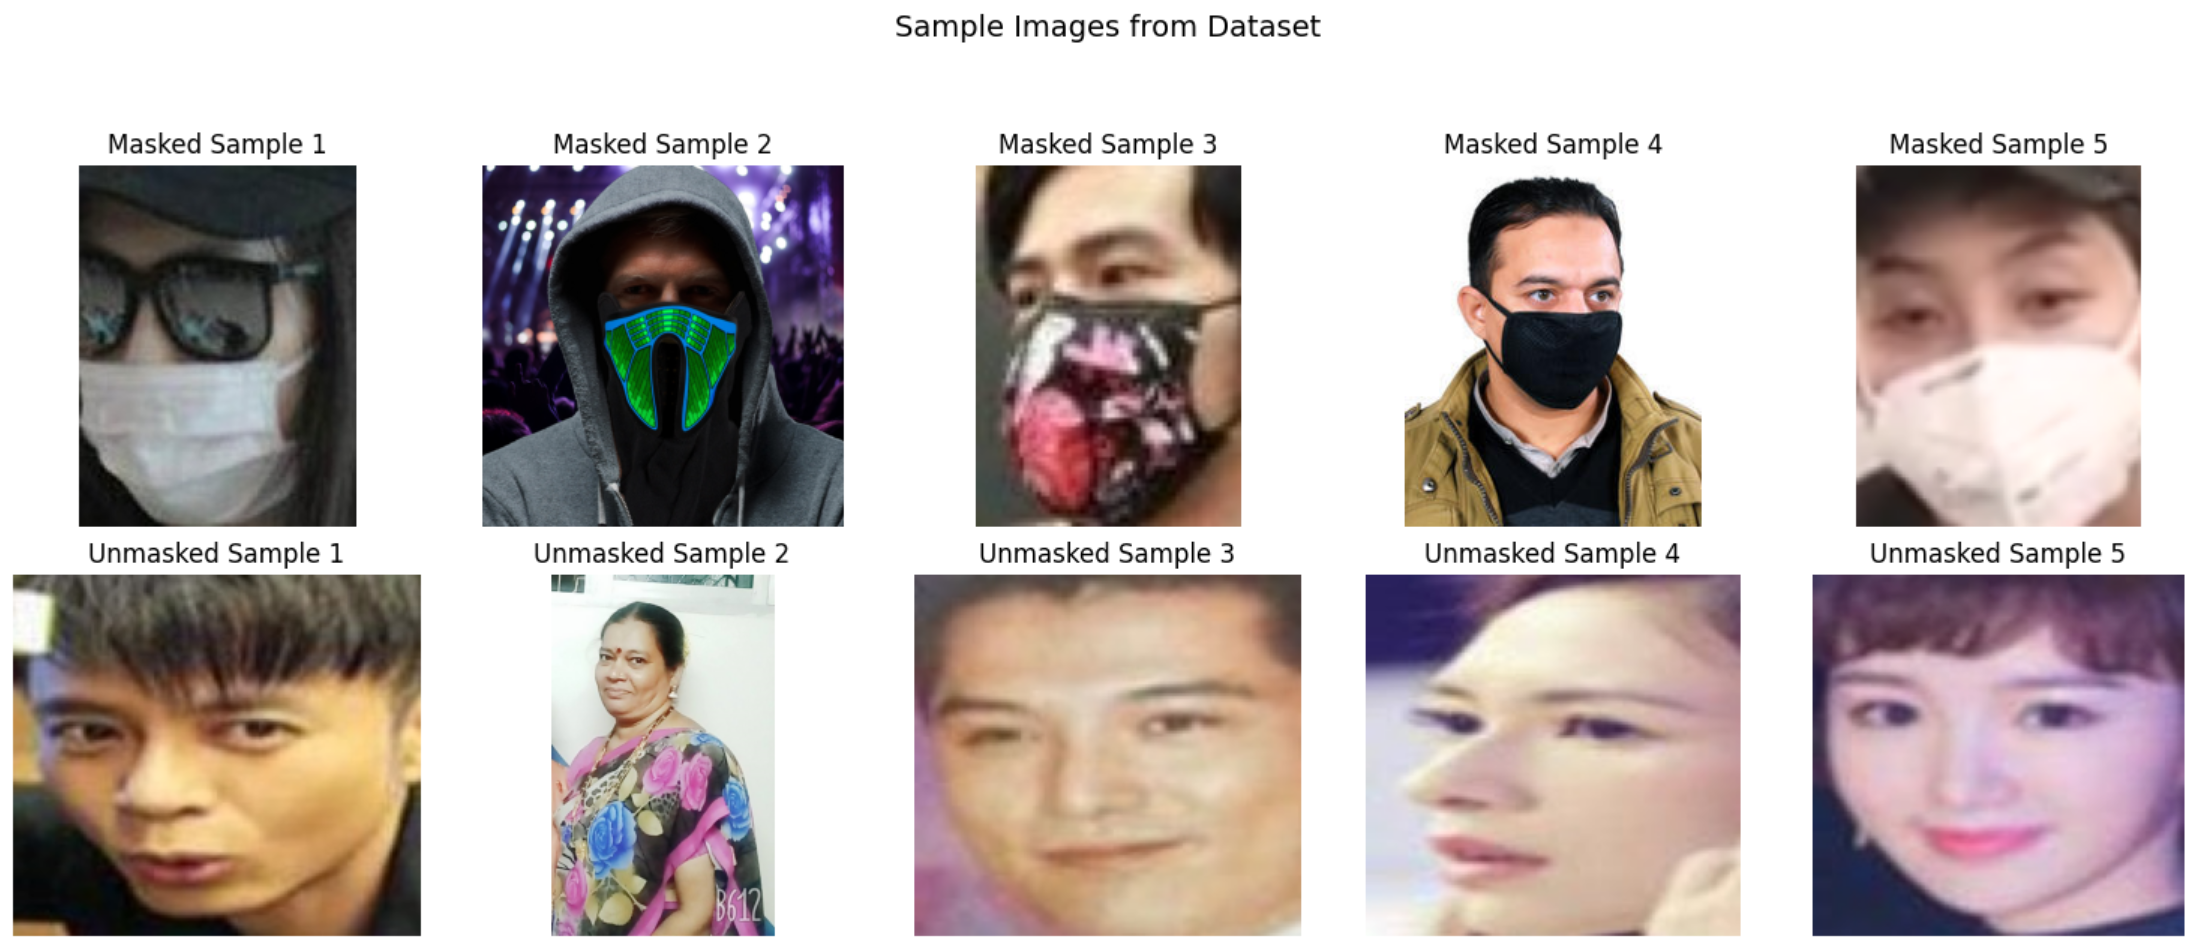 Sample Images from Dataset
Masked Sample 1
Masked Sample 2
Masked Sample 3
Masked Sample 4
Masked Sample 5
Unmasked Sample 1
Unmasked Sample 2
Unmasked Sample 3
Unmasked Sample 4
Unmasked Sample 5
B612